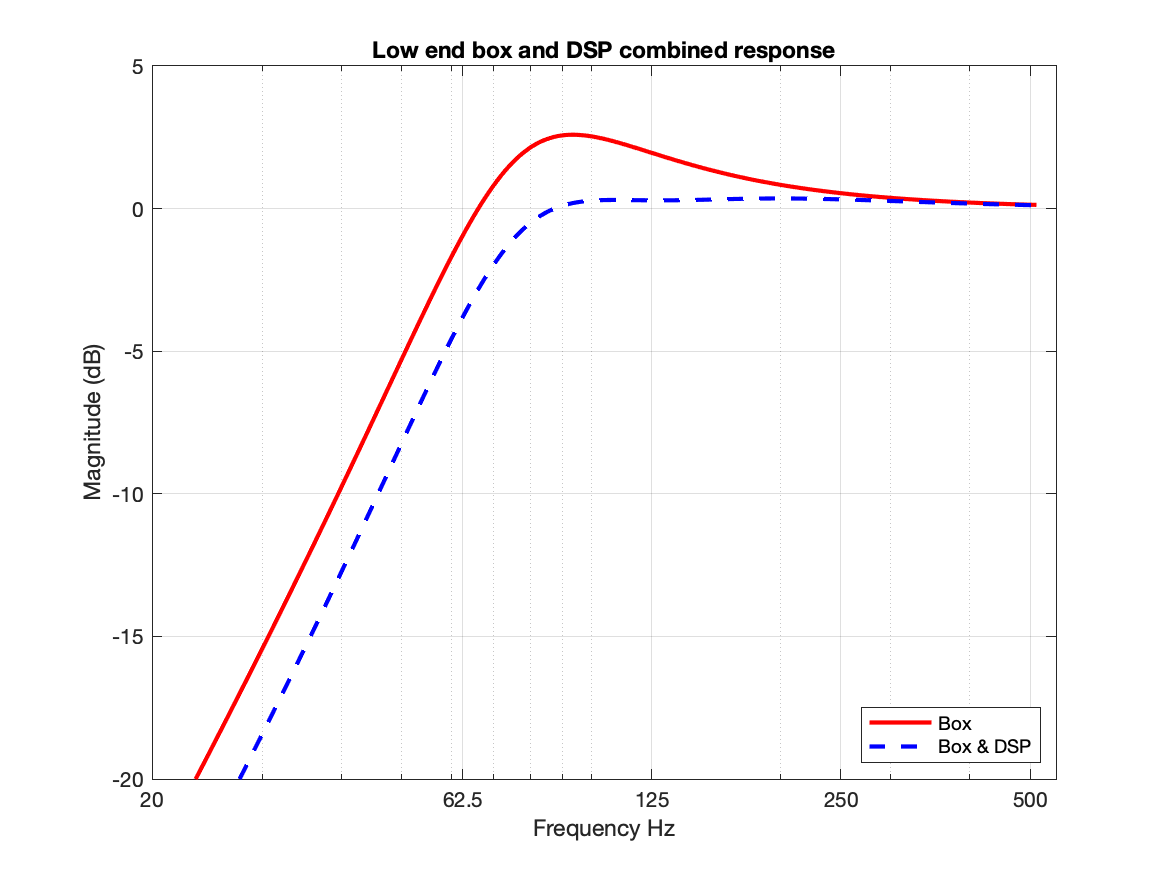 Low end box and DSP combined response
5
0
-5
-10
-15
-20
Magnitude (dB)
20 62.5 125 250 500
Frequency Hz
Box
Box & DSP